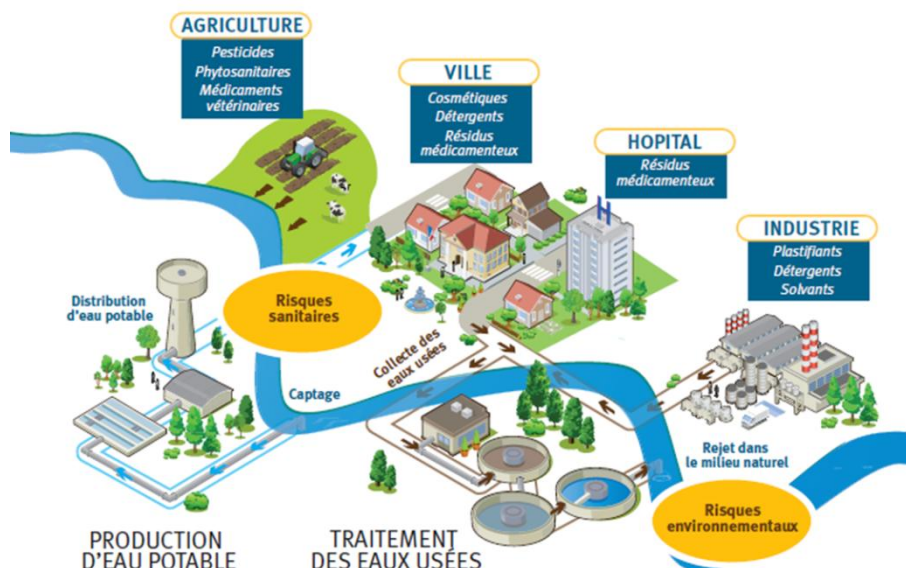 AGRICULTURE
Pesticides
Phytosanitaires
Médicaments
vétérinaires
VILLE
Cosmétiques
Détergents
Résidus
médicamenteux
HOPITAL
Résidus
médicamenteux
INDUSTRIE
Plastifiants
Détergents
Solvants
Distribution
d'eau potable
Risques
sanitaires
Captage
Collecte des
eaux usées
H
Rejet dans
le milieu naturel
Risques
environnementaux
PRODUCTION
D'EAU POTABLE
TRAITEMENT
DES EAUX USÉES